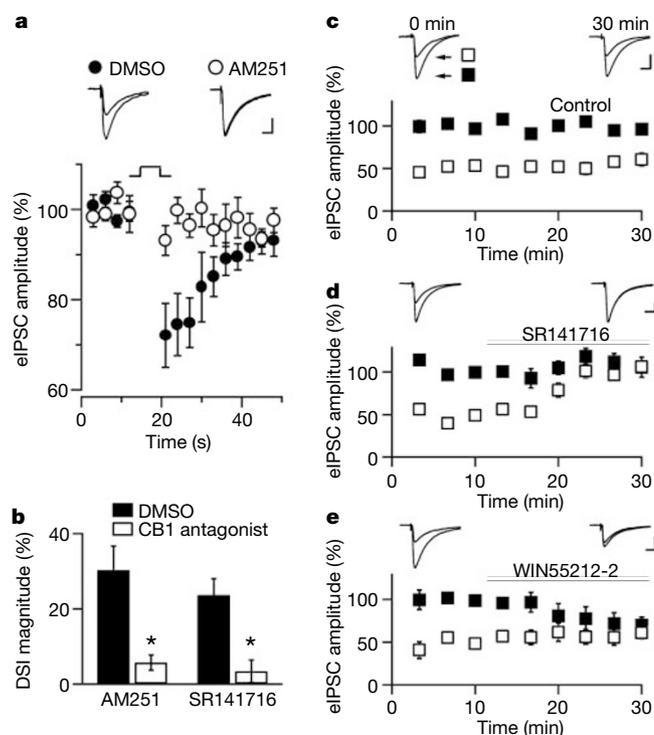 a
DMSO
AM251
eIPSC amplitude (%)
100
80
60
0
20
40
Time (s)
b
DMSO
CB1 antagonist
DSI magnitude (%)
40
20
0
*
*
AM251
SR141716
c
0 min
30 min
Control
eIPSC amplitude (%)
100
50
0
0
10
20
30
Time (min)
d
SR141716
eIPSC amplitude (%)
100
50
0
0
10
20
30
Time (min)
e
WIN55212-2
eIPSC amplitude (%)
100
50
0
0
10
20
30
Time (min)